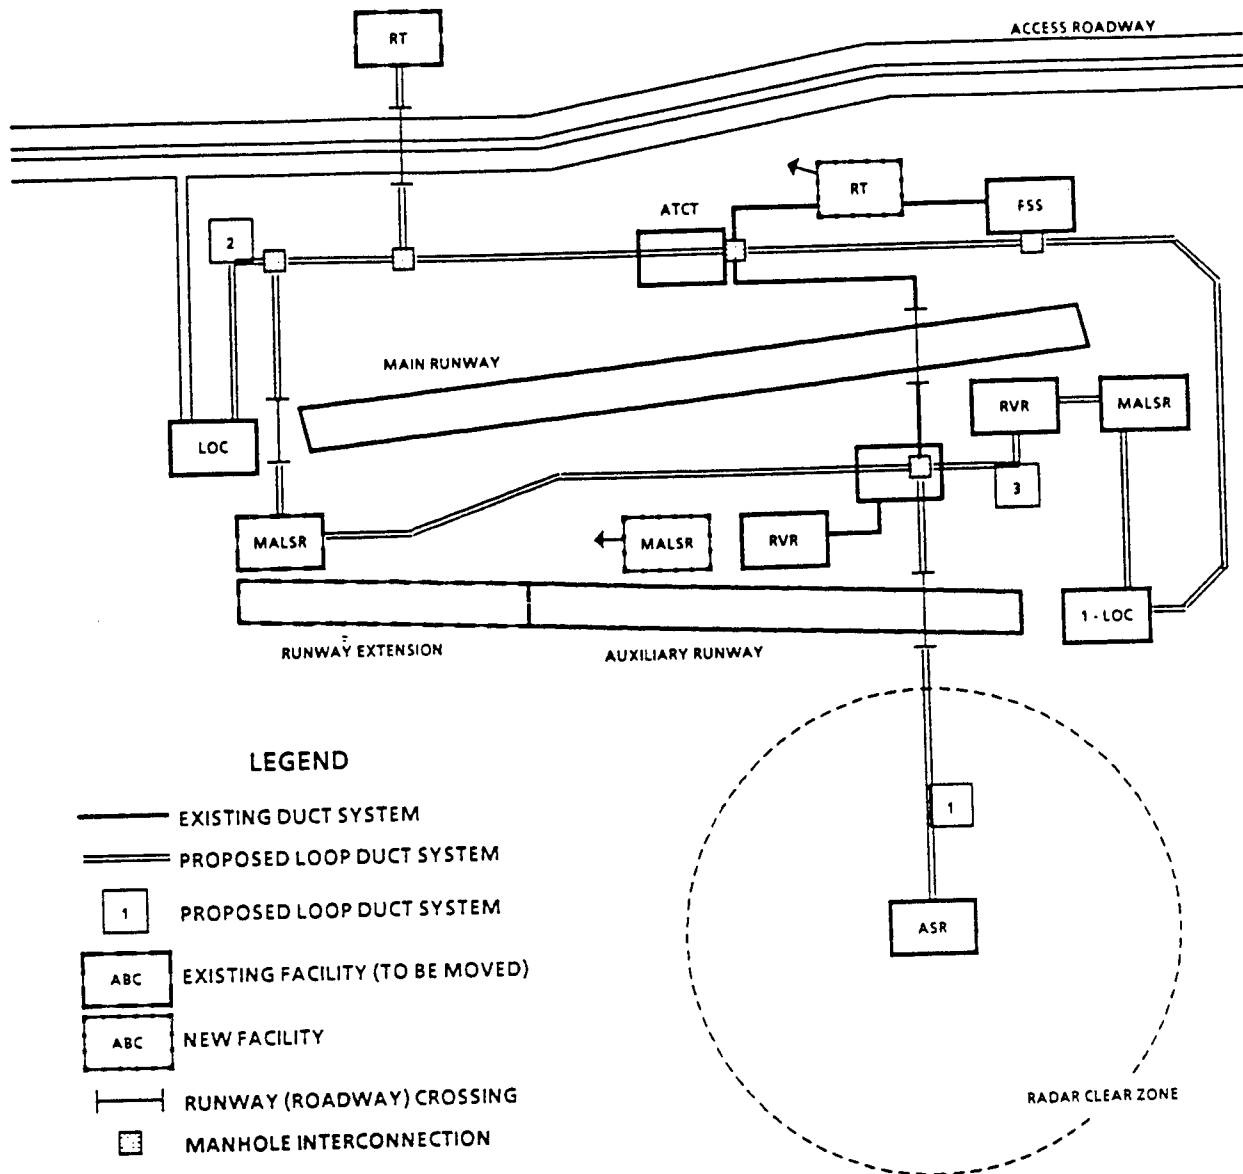 RT
ACCESS ROADWAY
RT
FSS
ATCT
2
MAIN RUNWAY
RVR
MALSR
LOC
3
MALSR
MALSR
RVR
1 - LOC
RUNWAY EXTENSION
AUXILIARY RUNWAY
LEGEND
EXISTING DUCT SYSTEM
PROPOSED LOOP DUCT SYSTEM
1 PROPOSED LOOP DUCT SYSTEM
ABC EXISTING FACILITY (TO BE MOVED)
ABC NEW FACILITY
RUNWAY (ROADWAY) CROSSING
MANHOLE INTERCONNECTION
1
ASR
RADAR CLEAR ZONE